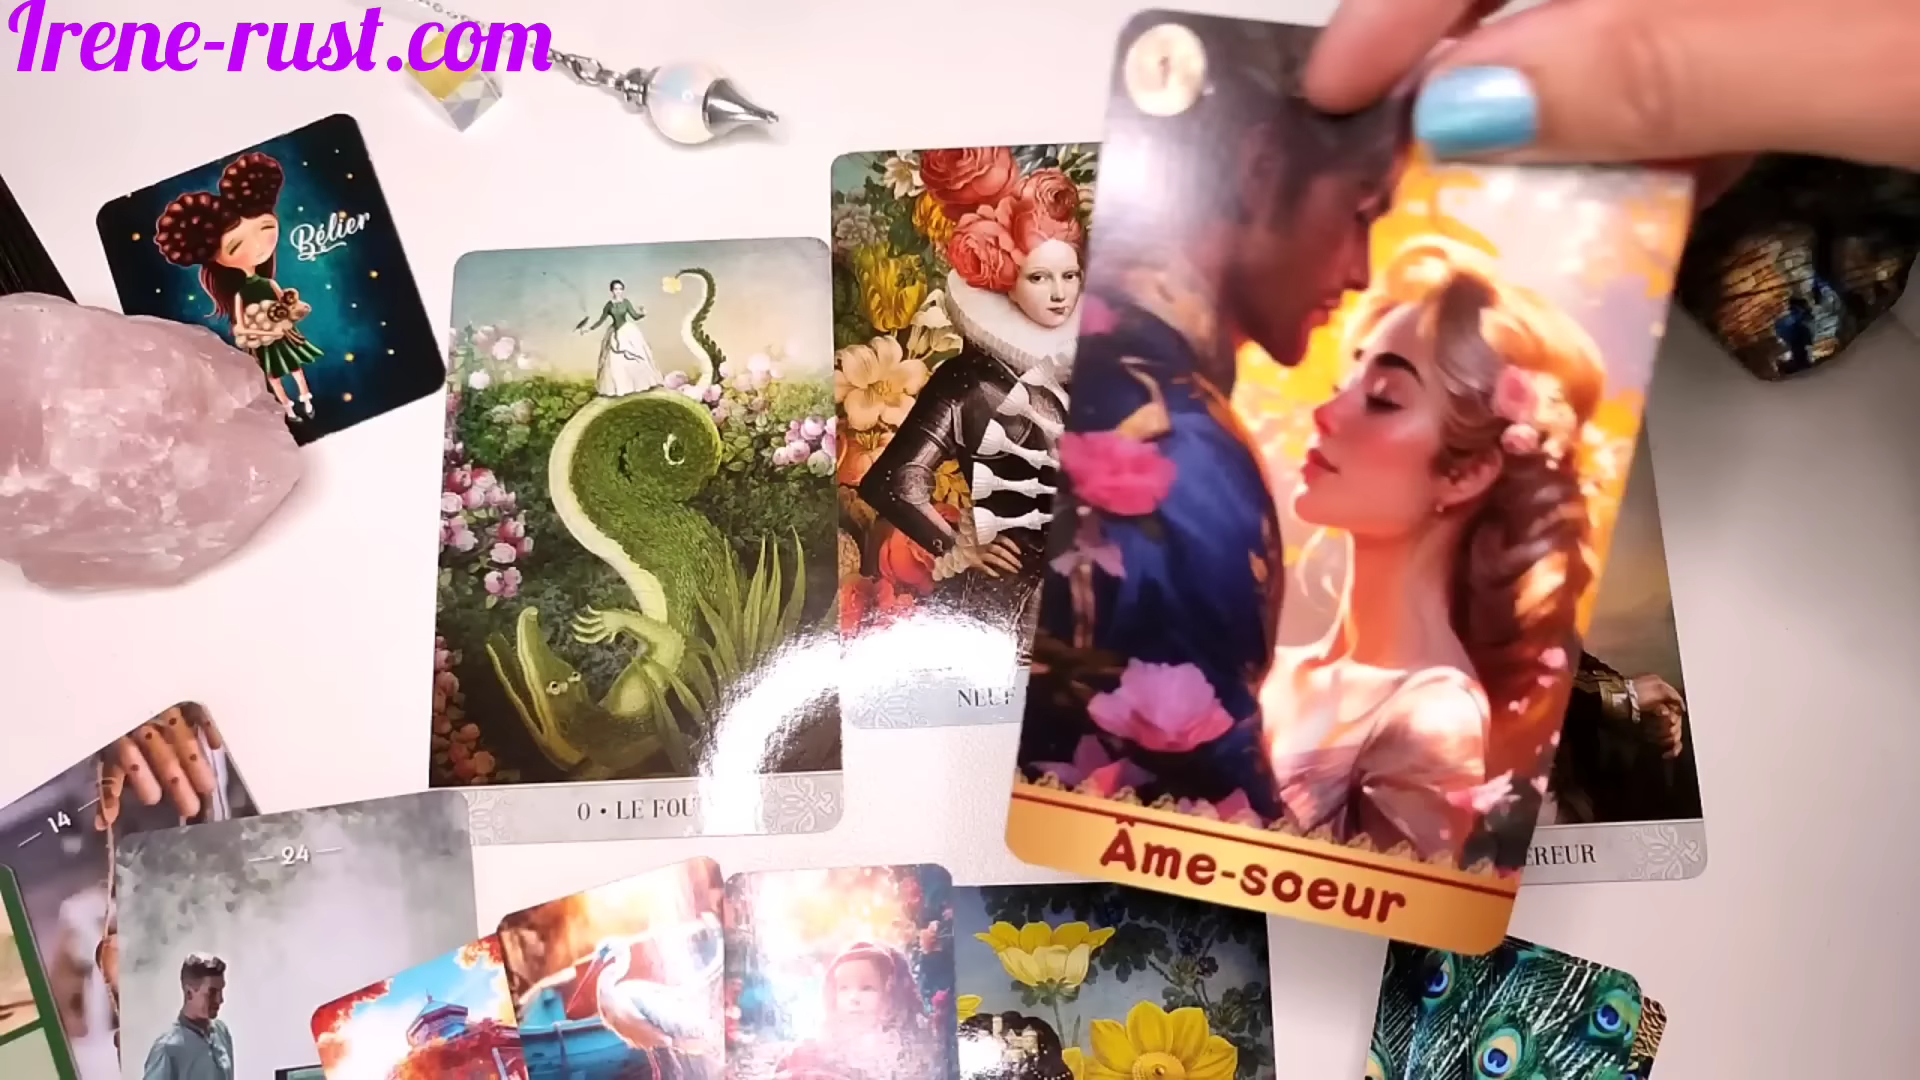 Irene-rust.com
Bélier
0 • LE FOU
NEUF
Âme-soeur
EREUR
14
24